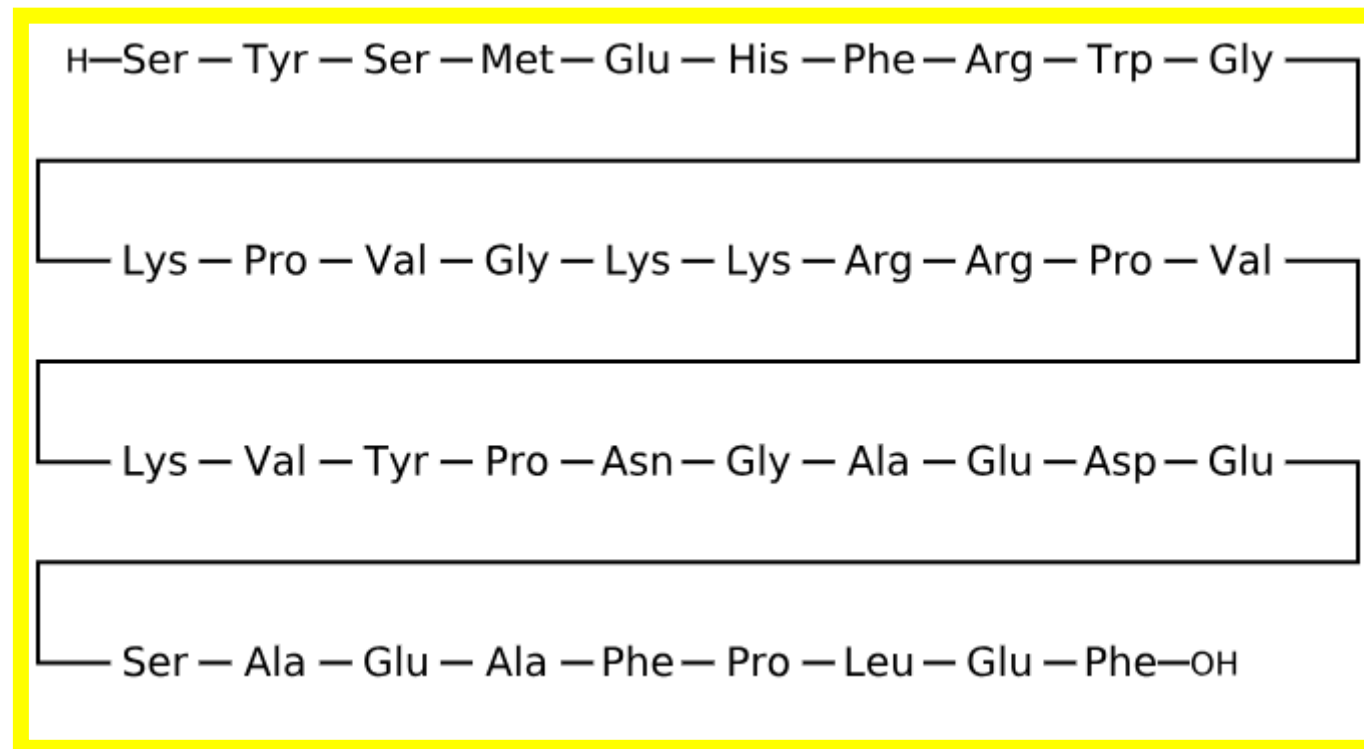 H—Ser — Tyr — Ser — Met — Glu — His — Phe — Arg — Trp — Gly
Lys — Pro — Val — Gly — Lys — Lys — Arg — Arg — Pro — Val
Lys — Val — Tyr — Pro — Asn — Gly — Ala — Glu — Asp — Glu
Ser — Ala — Glu — Ala — Phe — Pro — Leu — Glu — Phe—OH